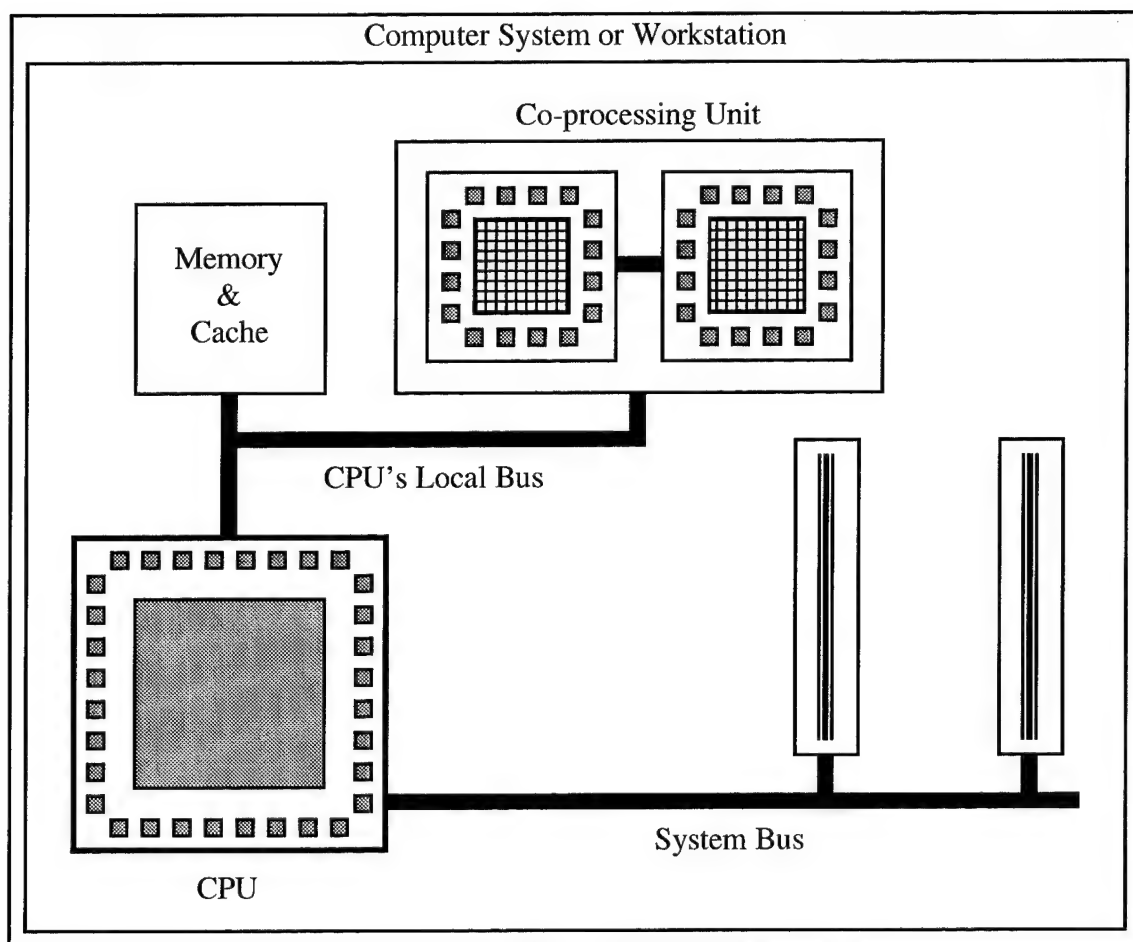 Computer System or Workstation
Co-processing Unit
Memory
&
Cache
CPU's Local Bus
System Bus
CPU